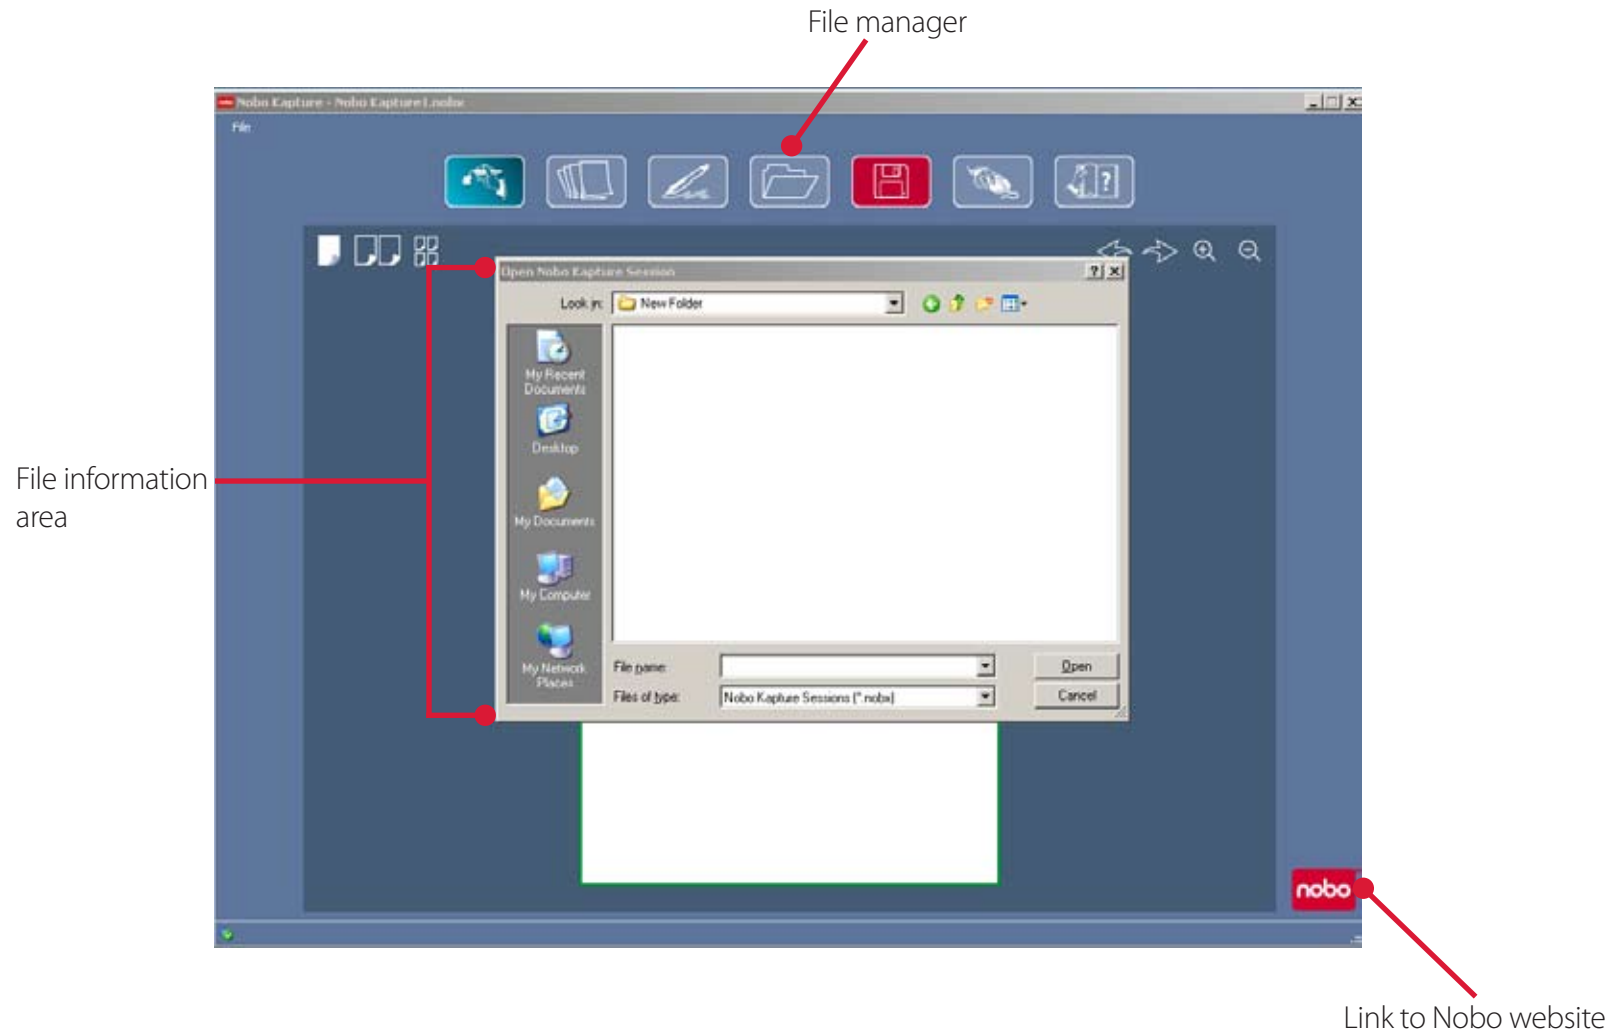 File manager
Nobo Kapture - Nobo Kapture1.nobx
File
?
Open Nobo Kapture Session
Look in:
New Folder
My Recent
Documents
Desktop
File information
area
My Documents
My Computer
My Network
Places
File name:
Open
Files of type:
Nobo Kapture Sessions (*.nobx)
Cancel
nobo
Link to Nobo website